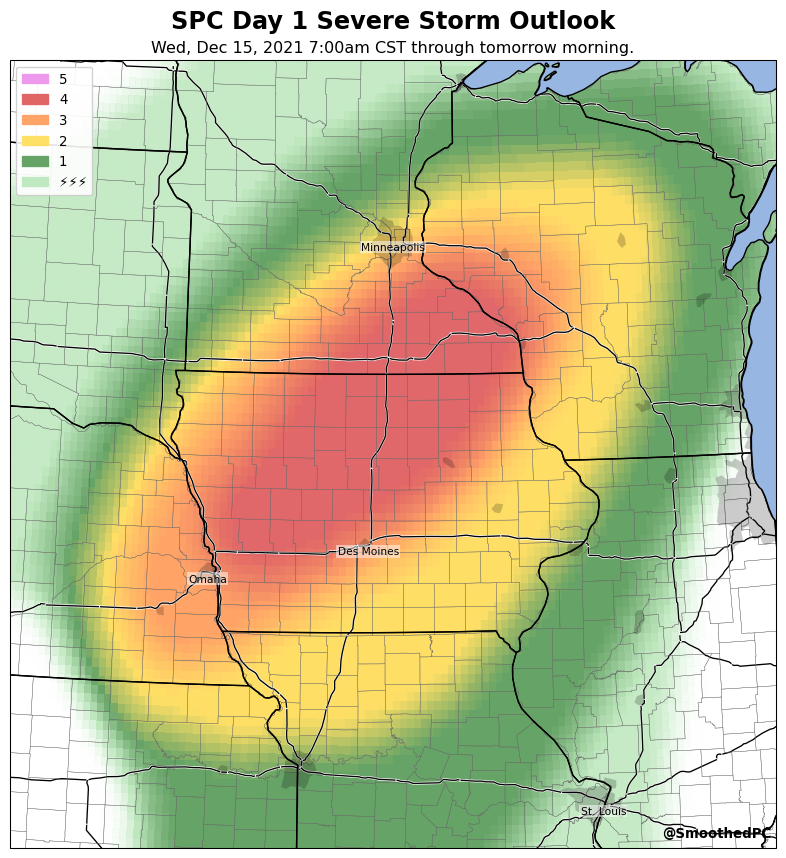 SPC Day 1 Severe Storm Outlook
Wed, Dec 15, 2021 7:00am CST through tomorrow morning.
5
4
3
2
1
⚡⚡⚡
Minneapolis
Des Moines
Omaha
St. Louis
@SmoothedPC